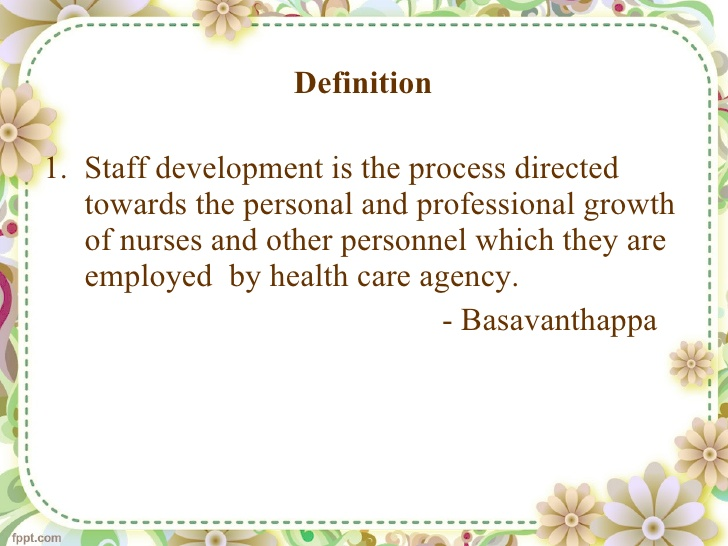 Definition
1. Staff development is the process directed
towards the personal and professional growth
of nurses and other personnel which they are
employed  by health care agency.
- Basavanthappa
fppt.com